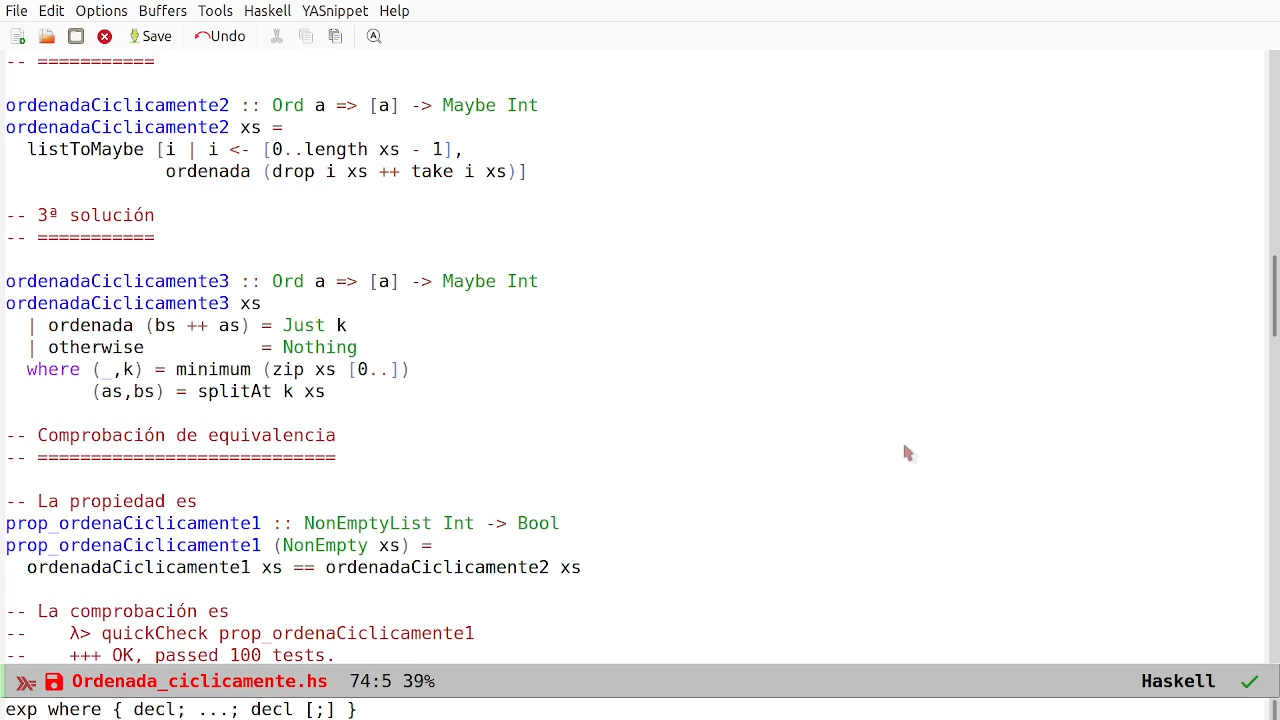 File Edit Options Buffers Tools Haskell YASnippet Help
Save Undo
-- ===========
ordenadaCiclicamente2 :: Ord a => [a] -> Maybe Int
ordenadaCiclicamente2 xs =
  listToMaybe [i | i <- [0..length xs - 1],
               ordenada (drop i xs ++ take i xs)]
-- 3ª solución
-- ===========
ordenadaCiclicamente3 :: Ord a => [a] -> Maybe Int
ordenadaCiclicamente3 xs
  | ordenada (bs ++ as) = Just k
  | otherwise           = Nothing
  where (_,k) = minimum (zip xs [0..])
        (as,bs) = splitAt k xs
-- Comprobación de equivalencia
-- ============================
-- La propiedad es
prop_ordenaCiclicamente1 :: NonEmptyList Int -> Bool
prop_ordenaCiclicamente1 (NonEmpty xs) =
  ordenadaCiclicamente1 xs == ordenadaCiclicamente2 xs
-- La comprobación es
--    λ> quickCheck prop_ordenaCiclicamente1
--    +++ OK, passed 100 tests.
Ordenada_ciclicamente.hs 74:5 39% Haskell
exp where { decl; ...; decl [;] }